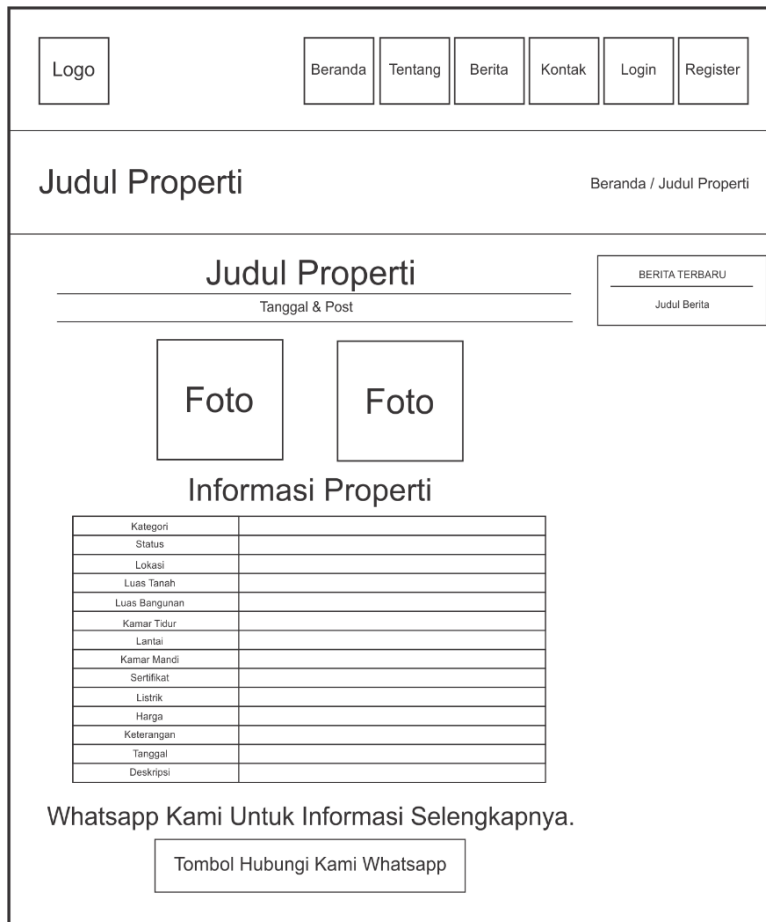 Logo
Beranda
Tentang
Berita
Kontak
Login
Register
Judul Properti
Beranda / Judul Properti
Judul Properti
Tanggal & Post
BERITA TERBARU
Judul Berita
Foto
Foto
Informasi Properti
Kategori
Status
Lokasi
Luas Tanah
Luas Bangunan
Kamar Tidur
Lantai
Kamar Mandi
Sertifikat
Listrik
Harga
Keterangan
Tanggal
Deskripsi
Whatsapp Kami Untuk Informasi Selengkapnya.
Tombol Hubungi Kami Whatsapp